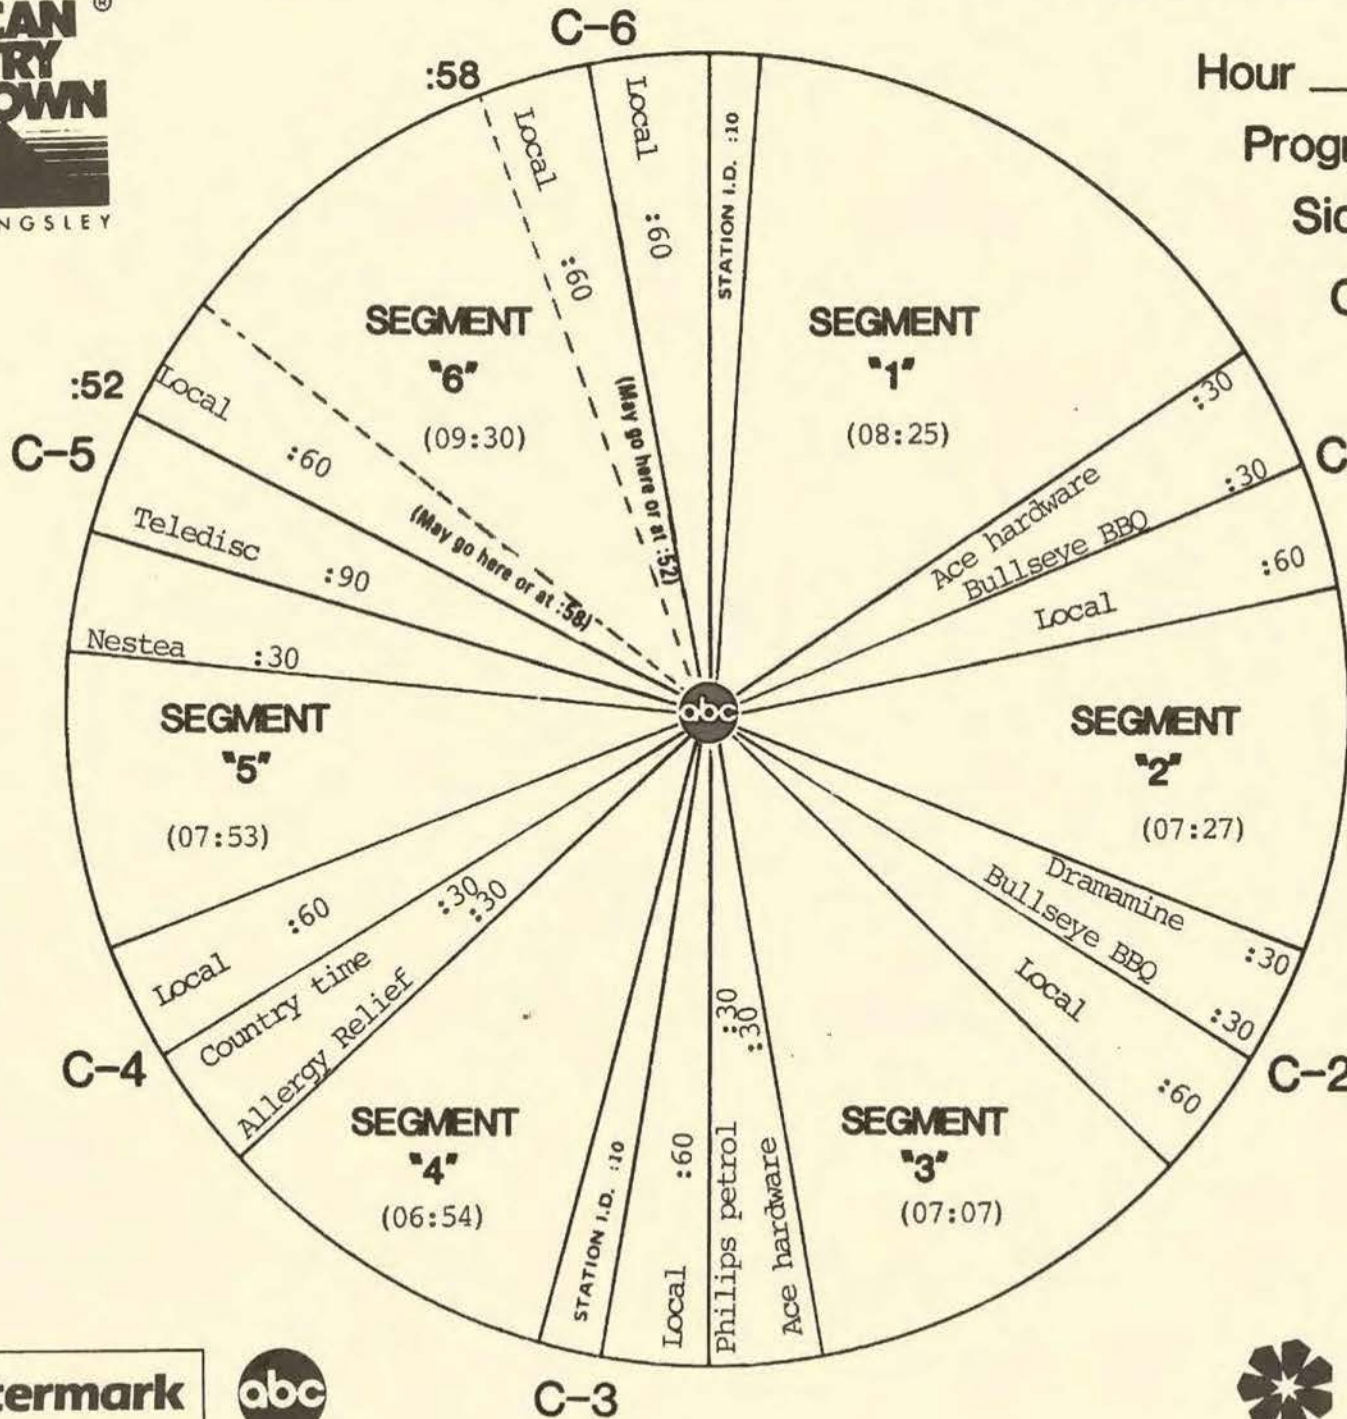 C-6
:58
Hour
NGSLEY
Local
:60
Local
:60
(May go here or at :52)
STATION I.D. :10
SEGMENT
"1"
(08:25)
Ace hardware :30
Bullseye BBQ :30
Local :60
SEGMENT
"2"
(07:27)
Dramamine :30
Bullseye BBQ :30
C-2
Local :60
SEGMENT
"3"
(07:07)
Ace hardware :30
Philips petrol :30
C-3
Local :60
STATION I.D. :10
SEGMENT
"4"
(06:54)
Allergy Relief :30
Country time :30
C-4
Local :60
SEGMENT
"5"
(07:53)
Nestea :30
Teledisc :90
C-5
:52
Local :60
(May go here or at :58)
SEGMENT
"6"
(09:30)
abc
termark
abc